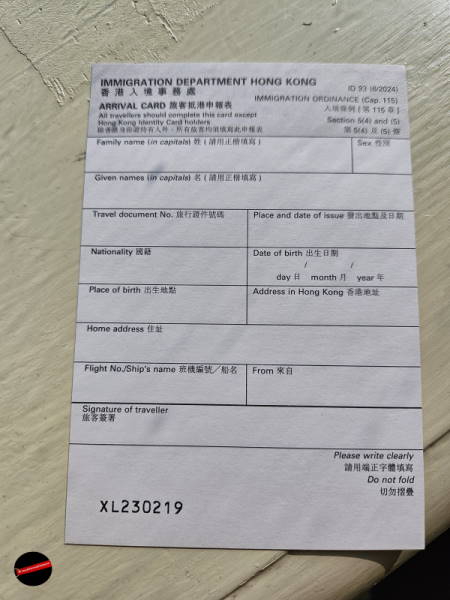 IMMIGRATION DEPARTMENT HONG KONG
香港入境事務處
ID 93 (6/2024)
IMMIGRATION ORDINANCE (Cap. 115)
入境條例 [ 第 115 章 ]
Section 5(4) and (5)
第 5(4) 及 (5) 條
ARRIVAL CARD 旅客抵港申報表
All travellers should complete this card except
Hong Kong Identity Card holders
除香港身份證持有人外，所有旅客均須填寫此申報表
Family name (in capitals) 姓 ( 請用正楷填寫 )
Sex 性別
Given names (in capitals) 名 ( 請用正楷填寫 )
Travel document No. 旅行證件號碼
Place and date of issue 發出地點及日期
Nationality 國籍
Date of birth 出生日期
/ /
day 日 month 月 year 年
Place of birth 出生地點
Address in Hong Kong 香港地址
Home address 住址
Flight No./Ship's name 班機編號／船名
From 來自
Signature of traveller
旅客簽署
Please write clearly
請用端正字體填寫
Do not fold
切勿摺疊
XL230219